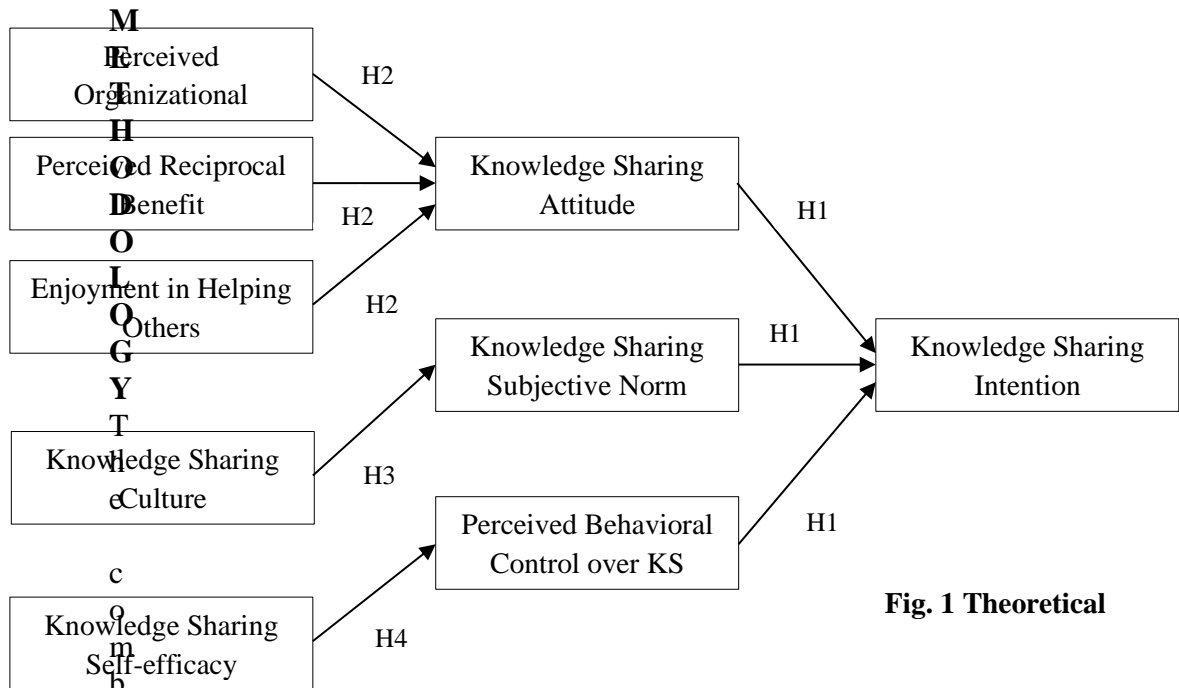 Perceived
Organizational
H2
Perceived Reciprocal
Benefit
H2
Enjoyment in Helping
Others
H2
Knowledge Sharing
Culture
H3
Knowledge Sharing
Self-efficacy
H4
Knowledge Sharing
Attitude
H1
Knowledge Sharing
Subjective Norm
H1
Perceived Behavioral
Control over KS
H1
Knowledge Sharing
Intention
Fig. 1 Theoretical
M
E
T
H
O
D
O
L
O
G
Y
T
h
e
c
o
m
b